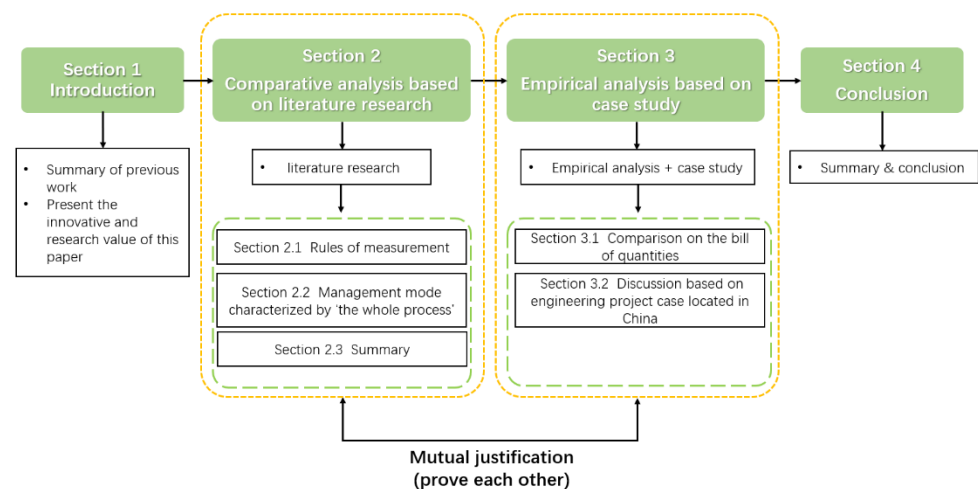 Section 1
Introduction
Section 2
Comparative analysis based
on literature research
Section 3
Empirical analysis based on
case study
Section 4
Conclusion
• Summary of previous
work
• Present the
innovative and
research value of this
paper
• literature research
• Empirical analysis + case study
• Summary & conclusion
Section 2.1 Rules of measurement
Section 2.2 Management mode
characterized by ‘the whole process’
Section 2.3 Summary
Section 3.1 Comparison on the bill
of quantities
Section 3.2 Discussion based on
engineering project case located in
China
Mutual justification
(prove each other)